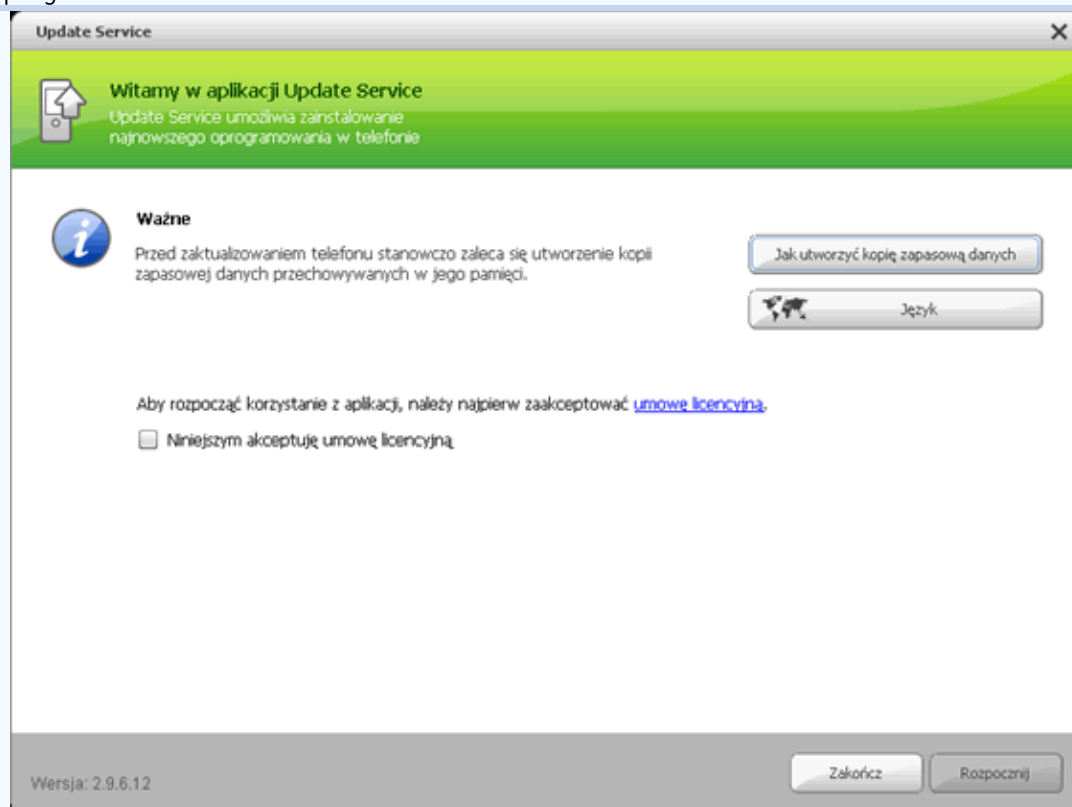 Update Service
Witamy w aplikacji Update Service
Update Service umożliwia zainstalowanie
najnowszego oprogramowania w telefonie
Ważne
Przed zaktualizowaniem telefonu stanowczo zaleca się utworzenie kopii
zapasowej danych przechowywanych w jego pamięci.
Jak utworzyć kopię zapasową danych
Język
Aby rozpocząć korzystanie z aplikacji, należy najpierw zaakceptować umowę licencyjną.
Niniejszym akceptuję umowę licencyjną
Wersja: 2.9.6.12
Zakończ
Rozpocznij